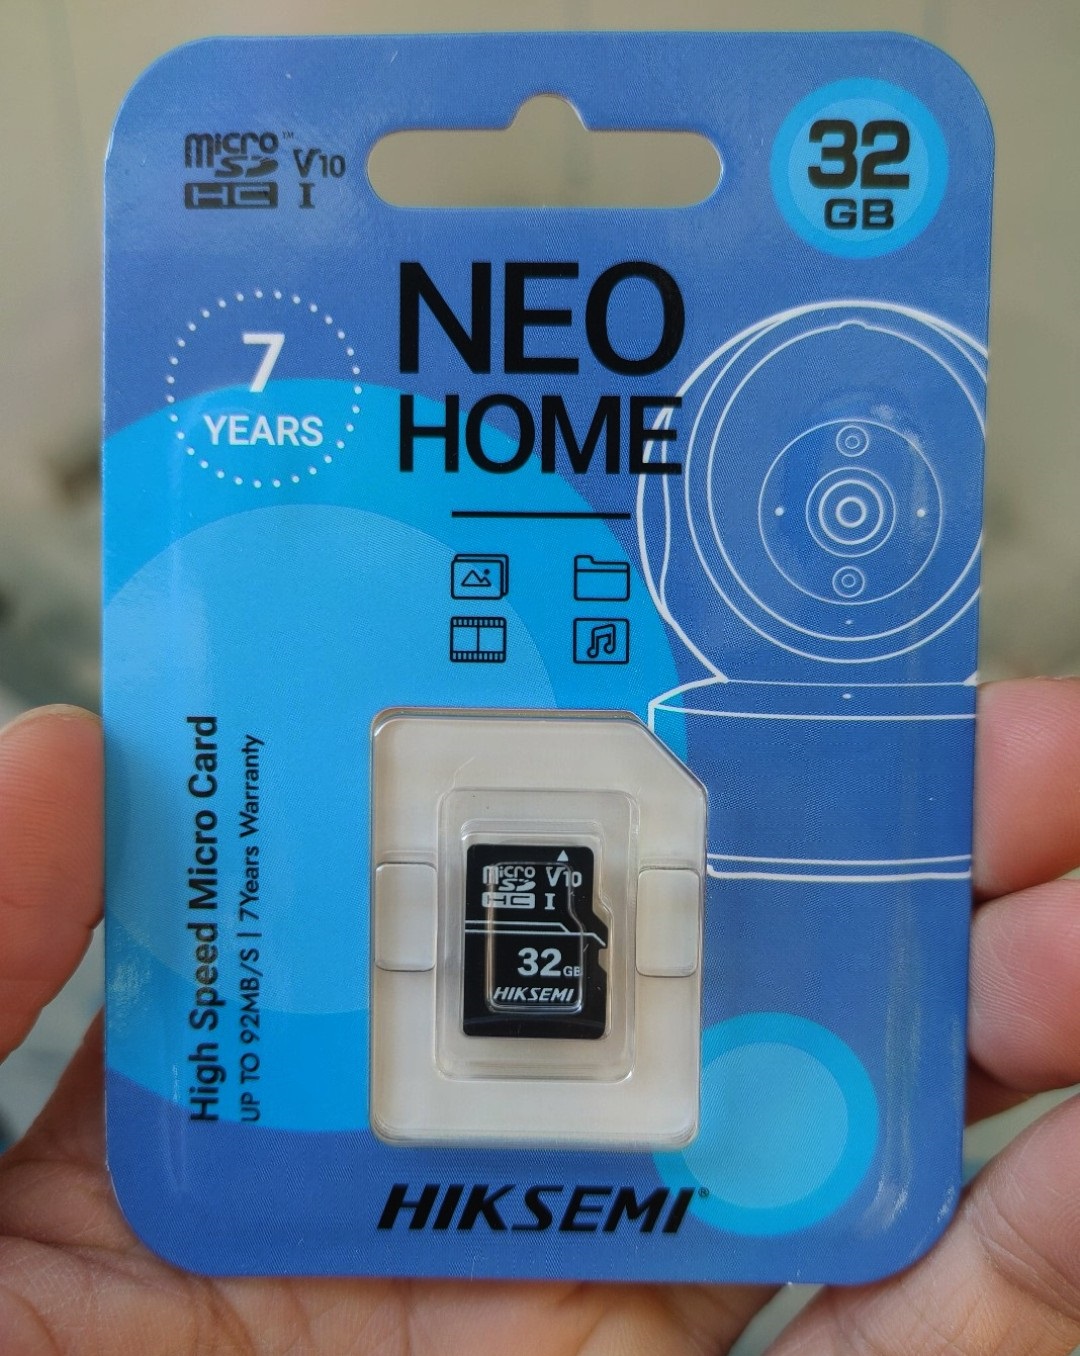 micro™
SD V10
HC I
32
GB
NEO
HOME
7
YEARS
High Speed Micro Card
UP TO 92MB/S | 7Years Warranty
micro
SD V10
HC I
32GB
HIKSEMI
HIKSEMI®